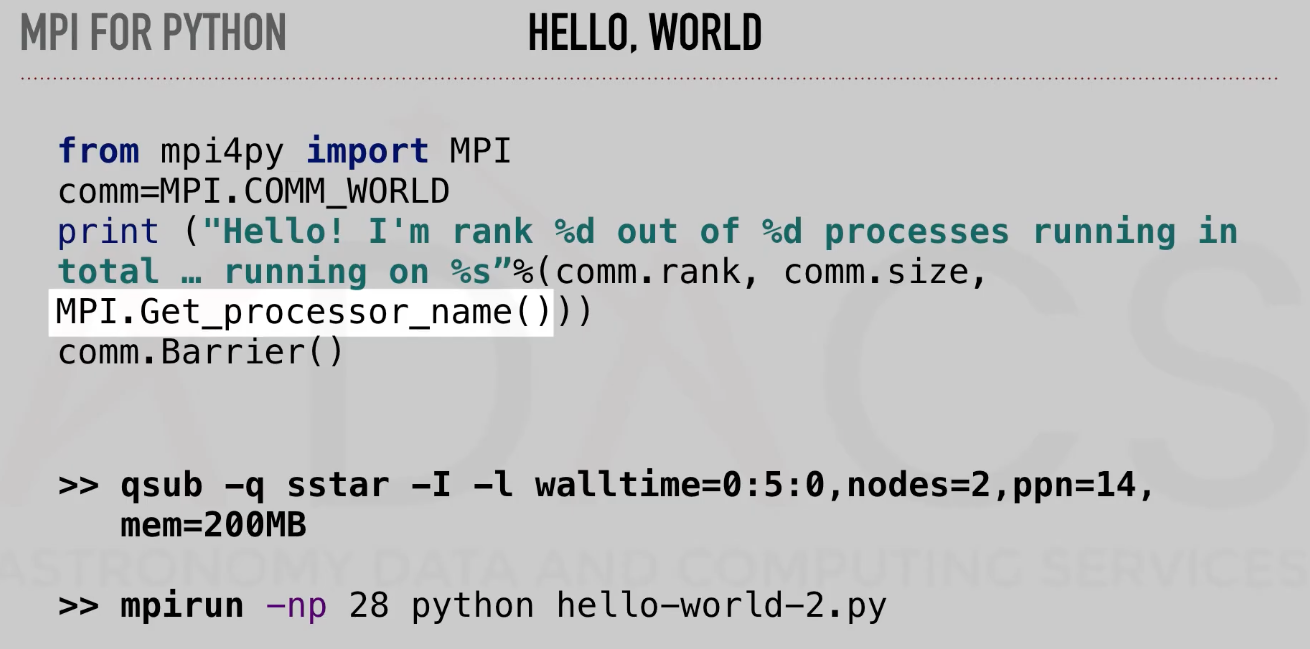 MPI FOR PYTHON
HELLO, WORLD
from mpi4py import MPI
comm=MPI.COMM_WORLD
print ("Hello! I'm rank %d out of %d processes running in
total … running on %s”%(comm.rank, comm.size,
MPI.Get_processor_name()))
comm.Barrier()
>> qsub –q sstar –I –l walltime=0:5:0,nodes=2,ppn=14,
mem=200MB
>> mpirun –np 28 python hello–world–2.py
ADACS
ASTRONOMY DATA AND COMPUTING SERVICES